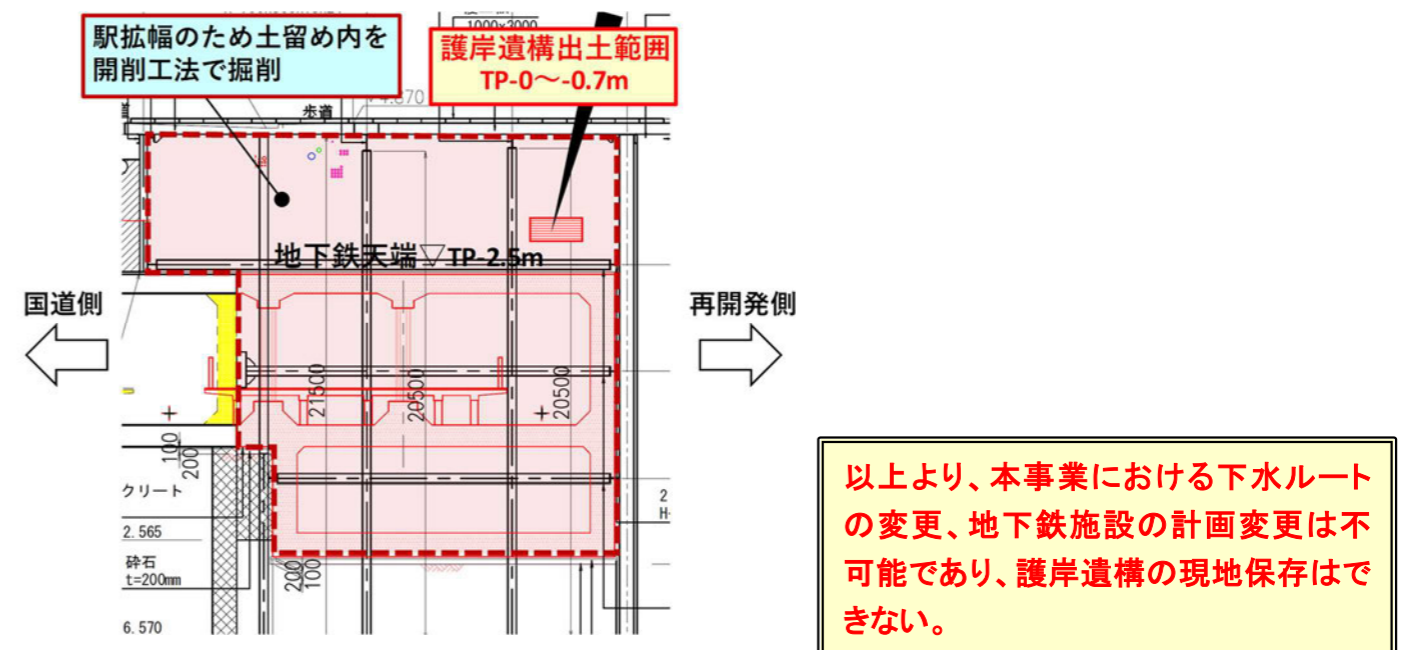 1000x3000
駅拡幅のため土留め内を
開削工法で掘削
護岸遺構出土範囲
TP-0～-0.7m
歩道
地下鉄天端▽TP-2.5m
国道側
再開発側
21500
20500
20500
100
200
クリート
2.565
砕石
t=200mm
200
100
6.570
2
H-
以上より、本事業における下水ルート
の変更、地下鉄施設の計画変更は不
可能であり、護岸遺構の現地保存はで
きない。